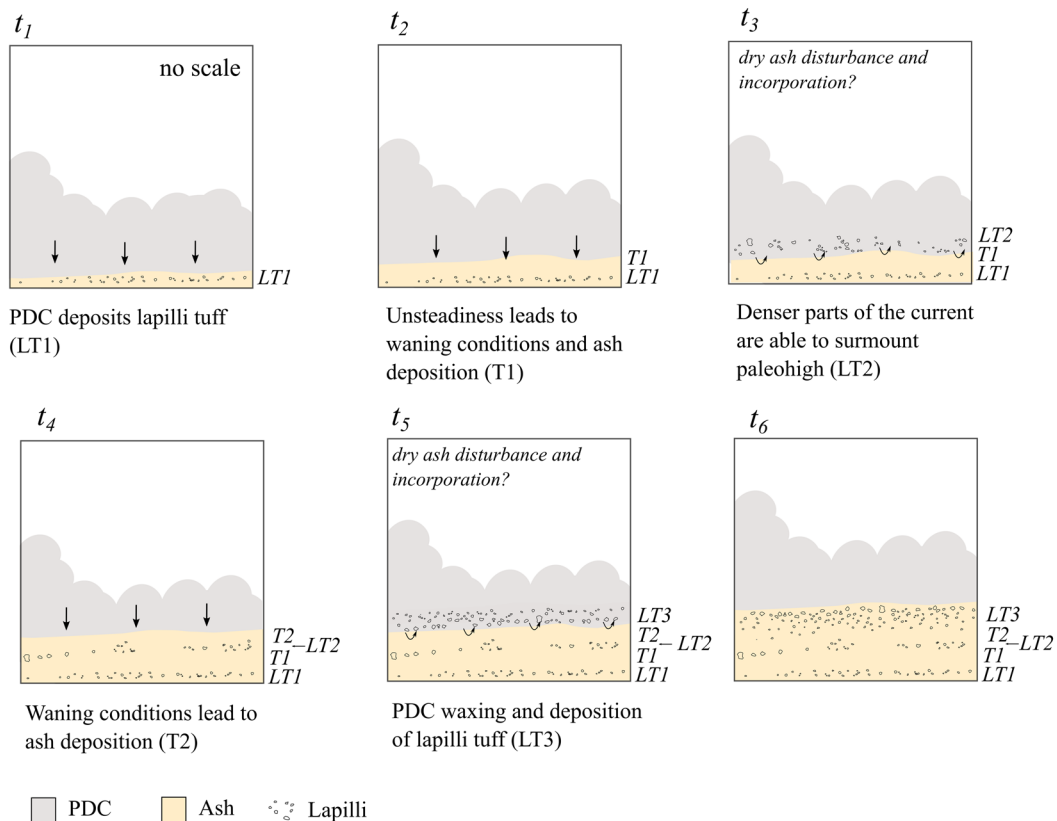 t1
no scale
LT1
PDC deposits lapilli tuff
(LT1)
t2
T1
LT1
Unsteadiness leads to
waning conditions and ash
deposition (T1)
t3
dry ash disturbance and
incorporation?
LT2
T1
LT1
Denser parts of the current
are able to surmount
paleohigh (LT2)
t4
T2
LT2
T1
LT1
Waning conditions lead to
ash deposition (T2)
t5
dry ash disturbance and
incorporation?
LT3
T2
LT2
T1
LT1
PDC waxing and deposition
of lapilli tuff (LT3)
t6
LT3
T2
LT2
T1
LT1
PDC
Ash
Lapilli